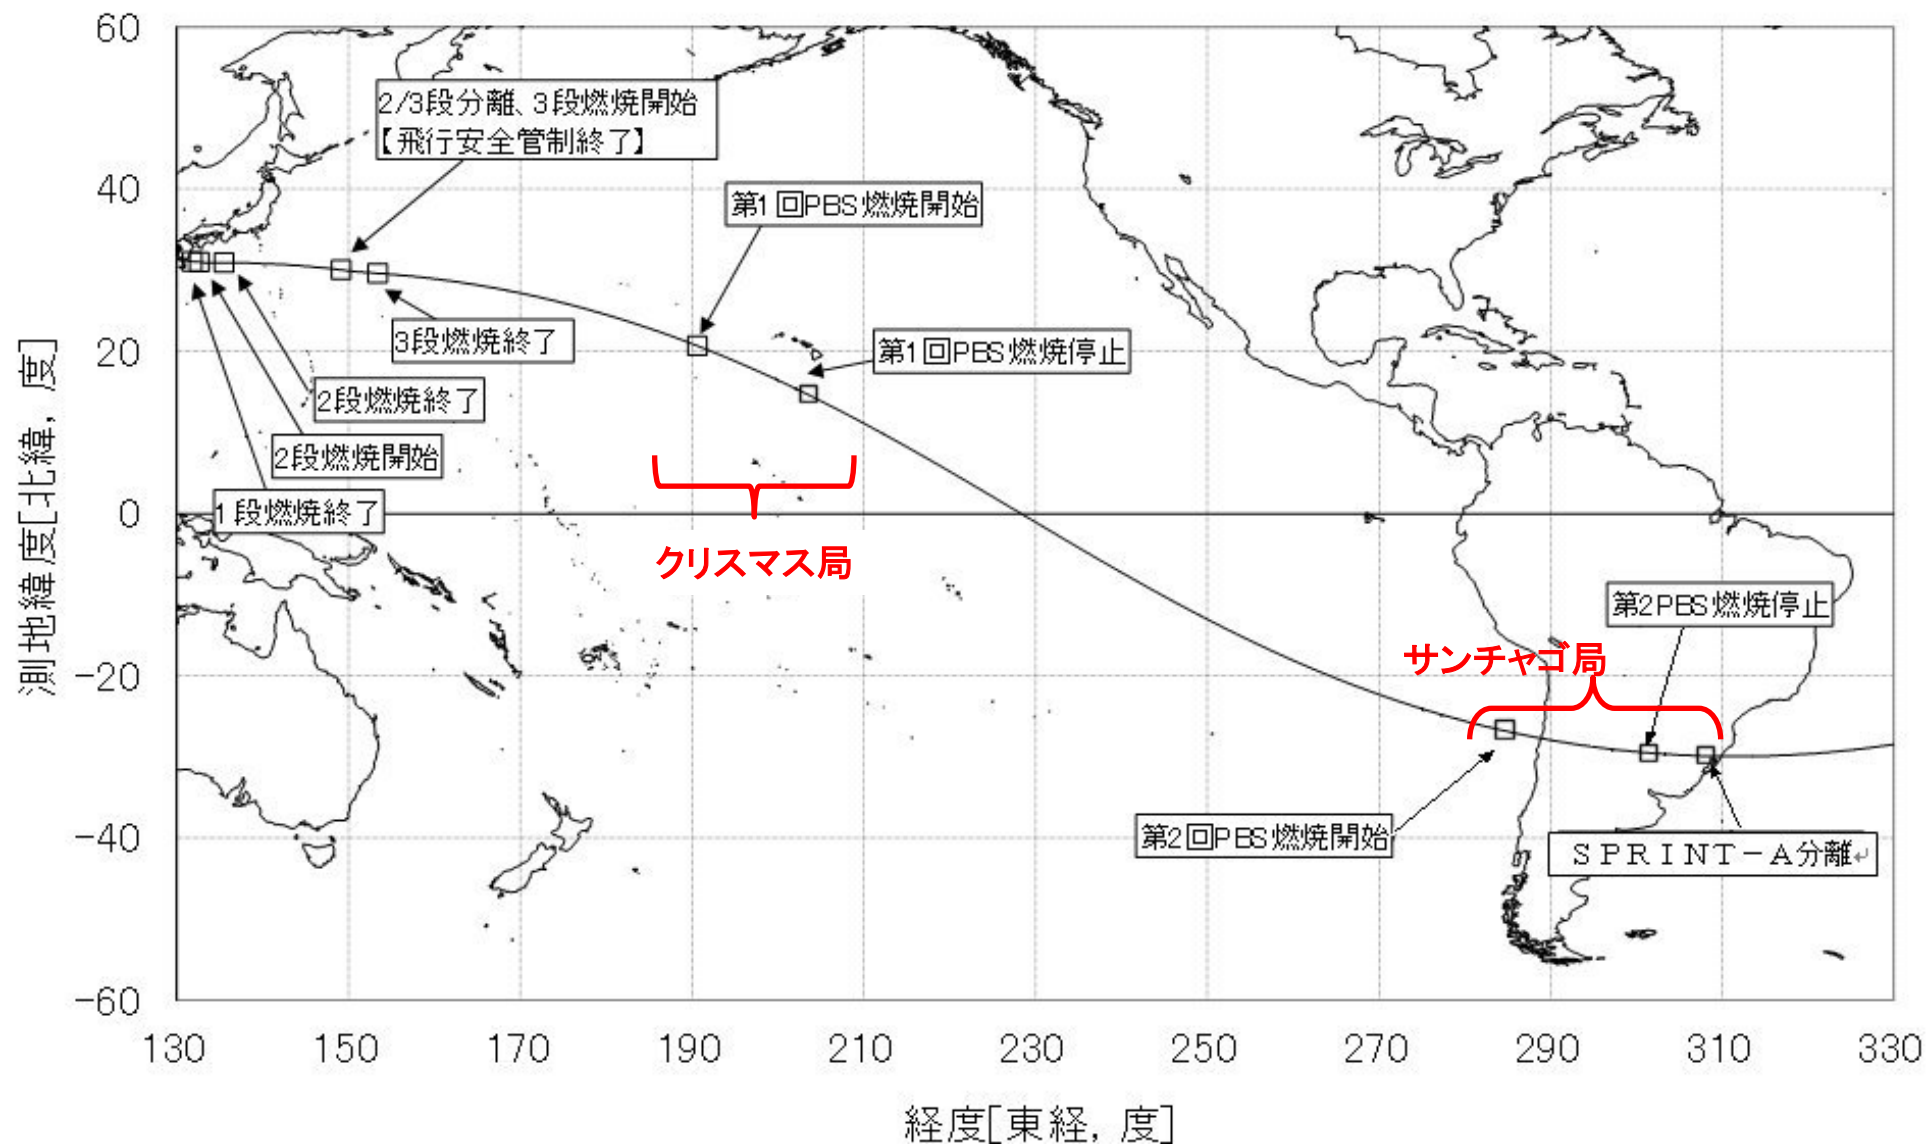 60
40
20
0
-20
-40
-60
測地緯度[北緯, 度]
2/3段分離、3段燃焼開始
【飛行安全管制終了】
第1回PBS燃焼開始
3段燃焼終了
第1回PBS燃焼停止
2段燃焼終了
2段燃焼開始
1段燃焼終了
クリスマス局
第2PBS燃焼停止
サンチャゴ局
第2回PBS燃焼開始
SPRINT-A分離↵
130
150
170
190
210
230
250
270
290
310
330
経度[東経, 度]